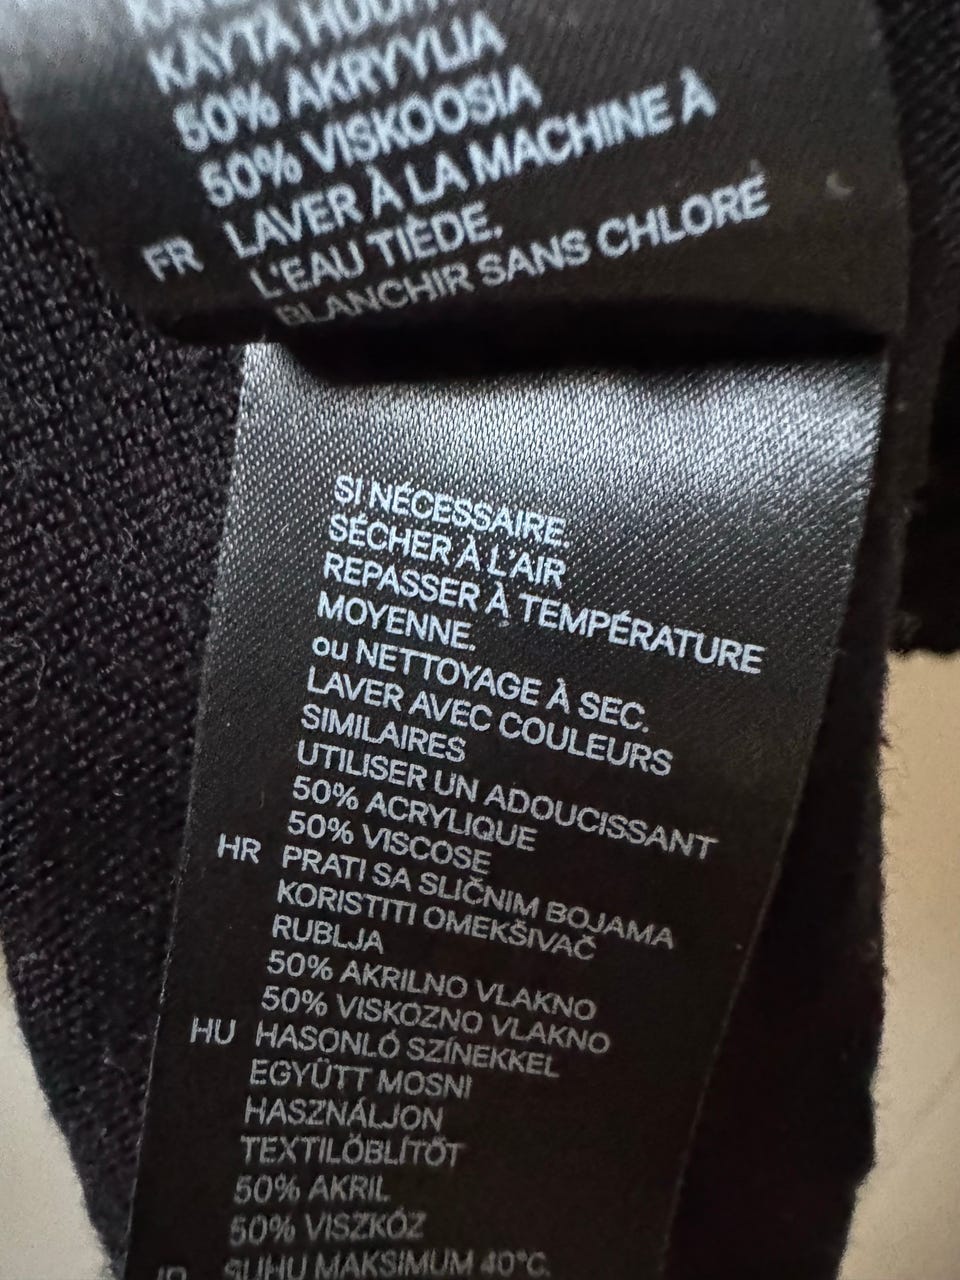 KÄYTÄ
50% AKRYYLIA
50% VISKOOSIA
FR LAVER À LA MACHINE À
L'EAU TIÈDE.
BLANCHIR SANS CHLORE
SI NÉCESSAIRE.
SÉCHER À L'AIR
REPASSER À TEMPÉRATURE
MOYENNE.
ou NETTOYAGE À SEC.
LAVER AVEC COULEURS
SIMILAIRES
UTILISER UN ADOUCISSANT
50% ACRYLIQUE
50% VISCOSE
HR PRATI SA SLIČNIM BOJAMA
KORISTITI OMEKŠIVAČ
RUBLJA
50% AKRILNO VLAKNO
50% VISKOZNO VLAKNO
HU HASONLÓ SZÍNEKKEL
EGYÜTT MOSNI
HASZNÁLJON
TEXTILÖBLÍTŐT
50% AKRIL
50% VISZKÓZ
ID SUHU MAKSIMUM 40°C.